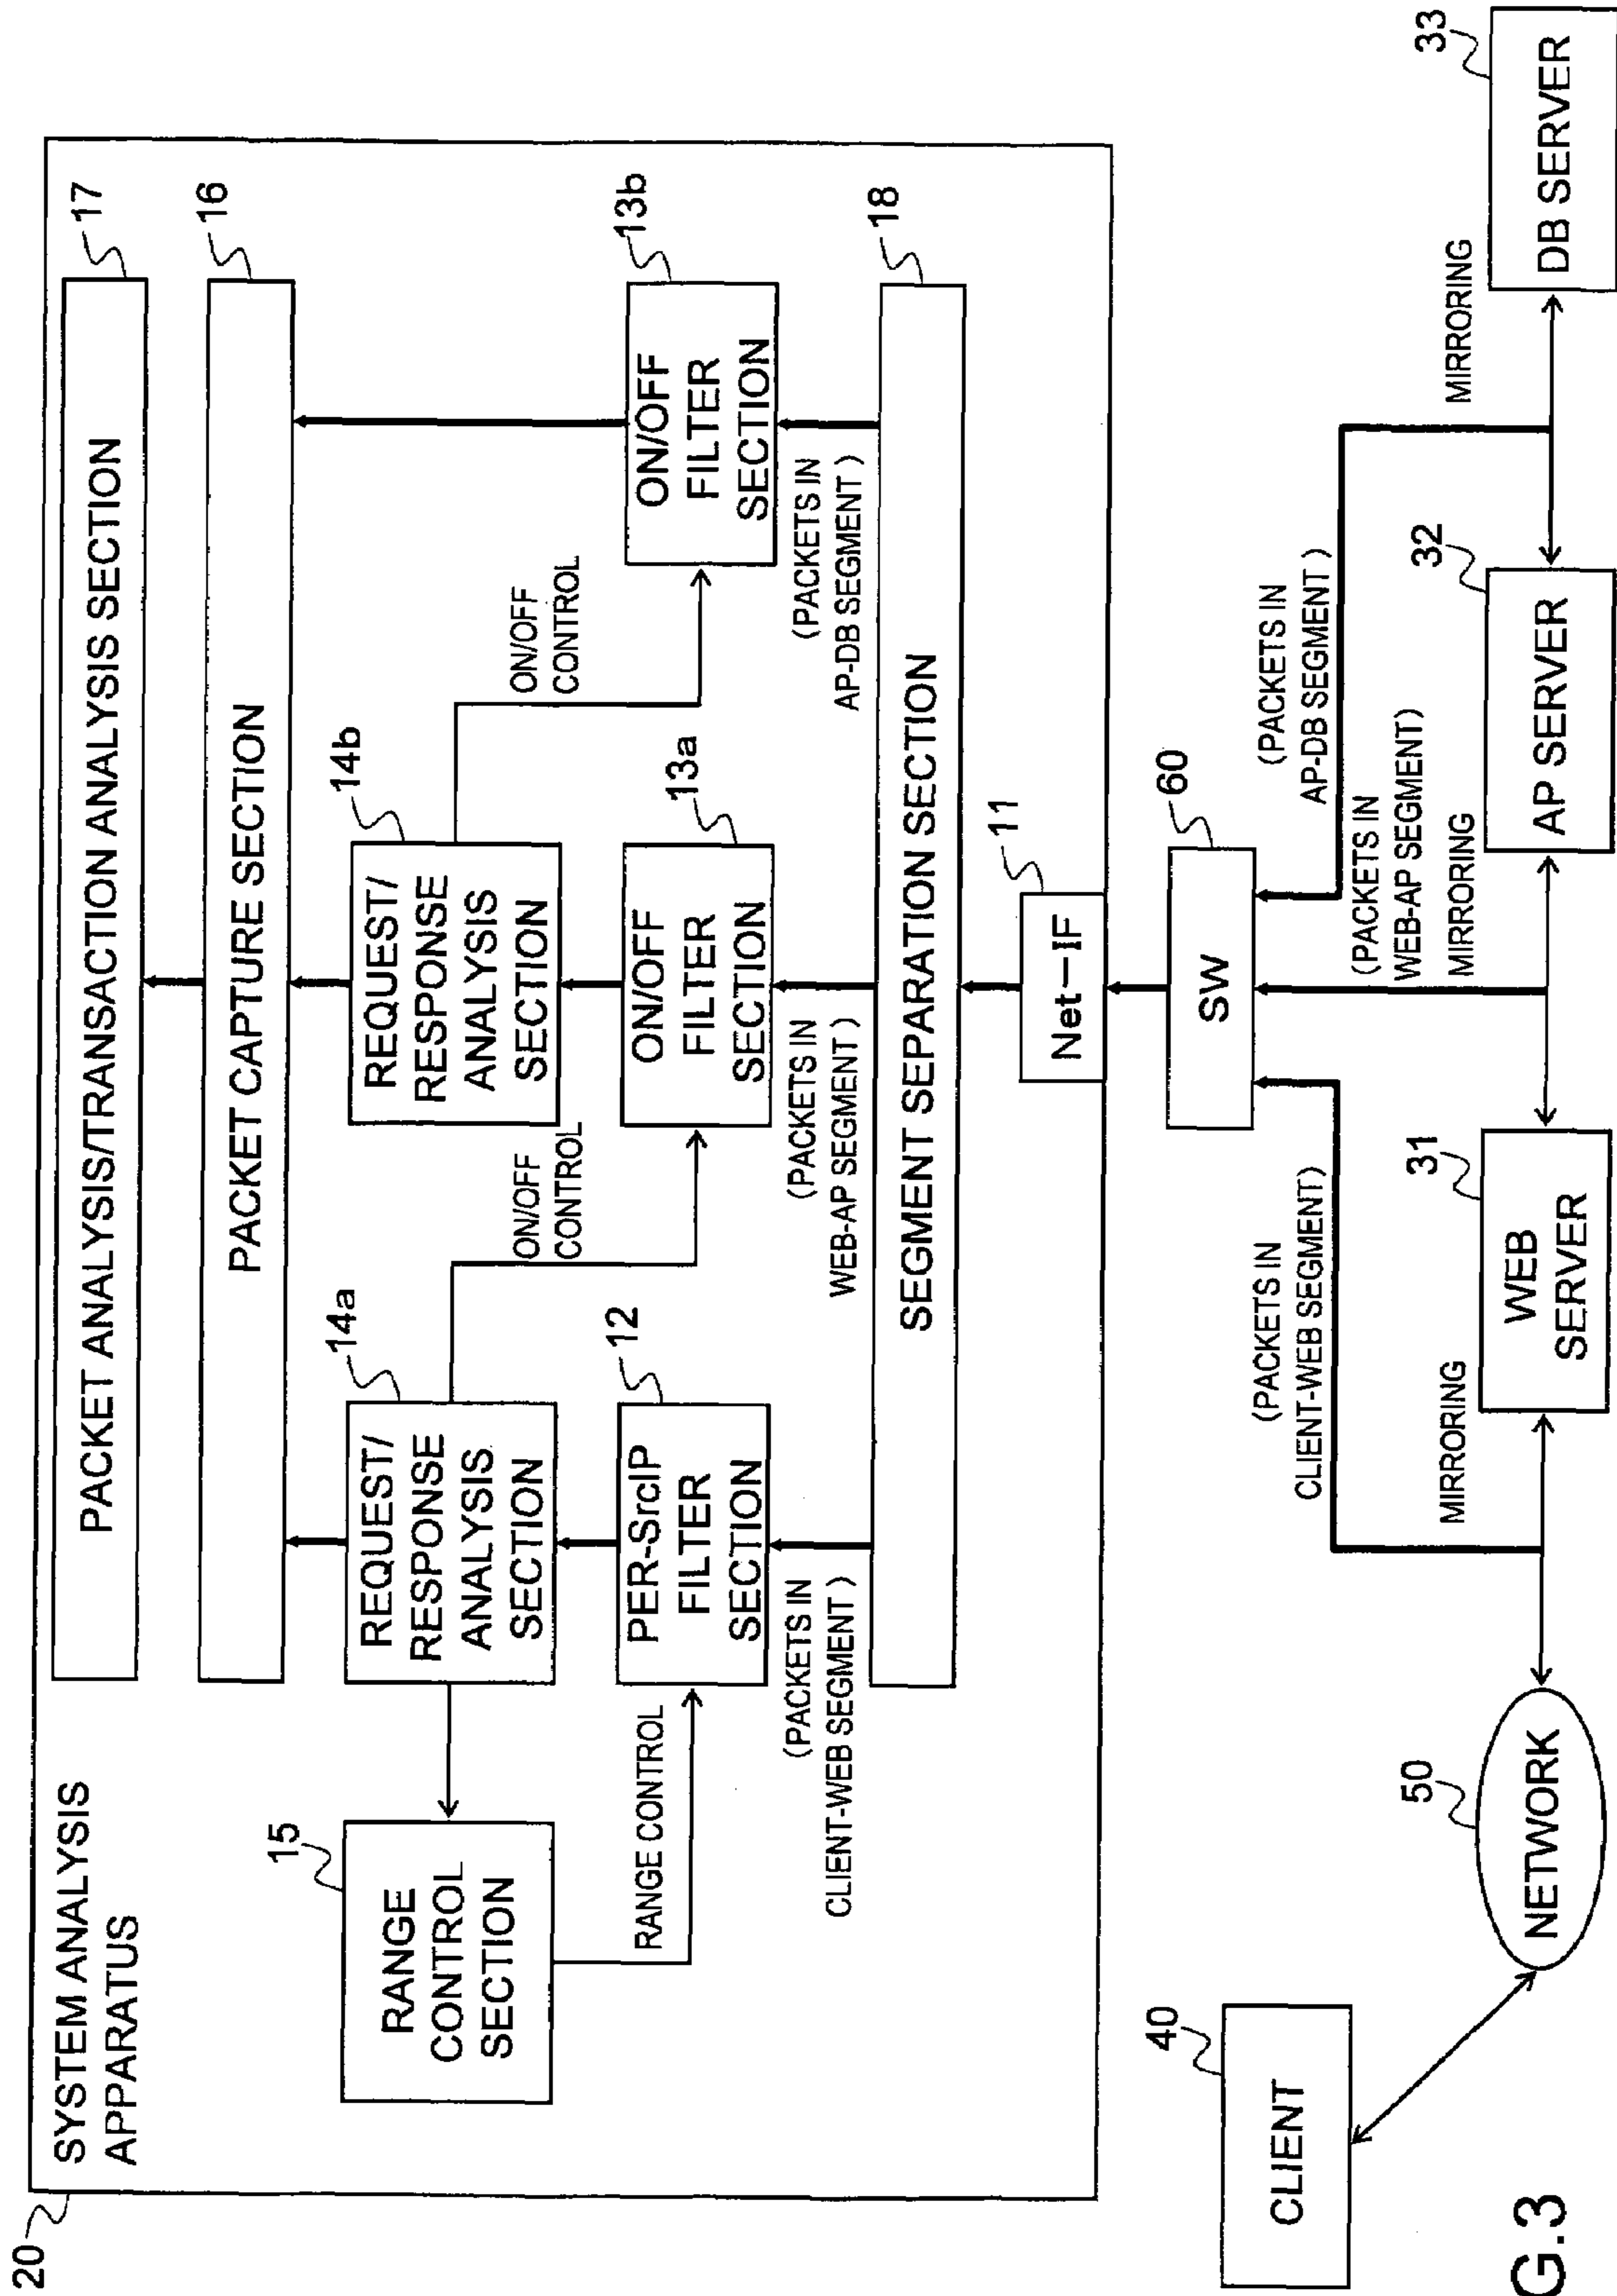 20
SYSTEM ANALYSIS
APPARATUS
PACKET ANALYSIS/TRANSACTION ANALYSIS SECTION
17
PACKET CAPTURE SECTION
16
15
RANGE
CONTROL
SECTION
14a
REQUEST/
RESPONSE
ANALYSIS
SECTION
ON/OFF
CONTROL
14b
REQUEST/
RESPONSE
ANALYSIS
SECTION
ON/OFF
CONTROL
RANGE CONTROL
12
PER-SrcIP
FILTER
SECTION
13a
ON/OFF
FILTER
SECTION
13b
ON/OFF
FILTER
SECTION
(PACKETS IN
CLIENT-WEB SEGMENT)
(PACKETS IN
WEB-AP SEGMENT)
(PACKETS IN
AP-DB SEGMENT)
SEGMENT SEPARATION SECTION
18
Net-IF
11
SW
60
40
CLIENT
50
NETWORK
(PACKETS IN
CLIENT-WEB SEGMENT)
MIRRORING
31
WEB
SERVER
(PACKETS IN
WEB-AP SEGMENT)
MIRRORING
(PACKETS IN
AP-DB SEGMENT)
32
AP SERVER
MIRRORING
33
DB SERVER
G.3